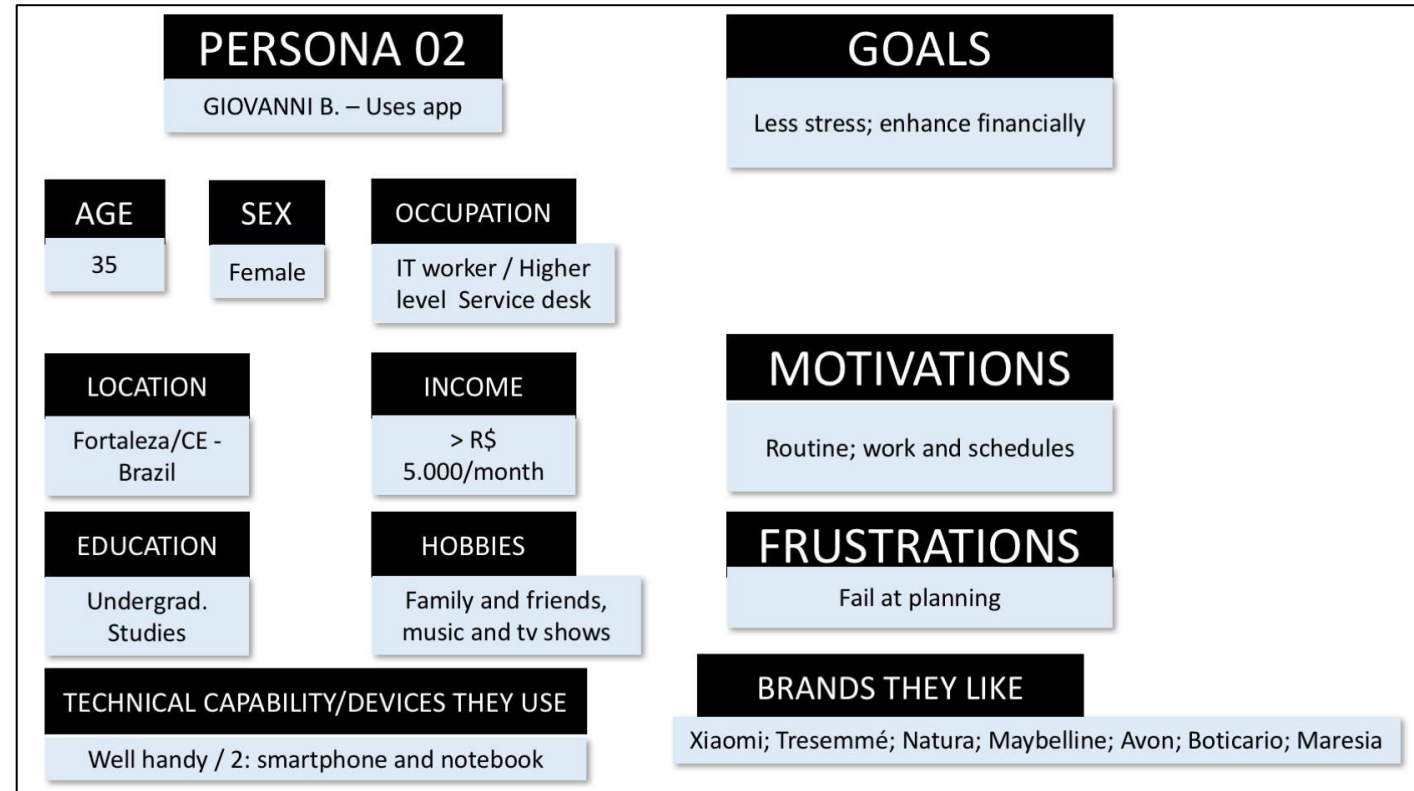 PERSONA 02
GIOVANNI B. – Uses app
AGE
35
SEX
Female
OCCUPATION
IT worker / Higher
level Service desk
LOCATION
Fortaleza/CE -
Brazil
INCOME
> R$
5.000/month
EDUCATION
Undergrad.
Studies
HOBBIES
Family and friends,
music and tv shows
TECHNICAL CAPABILITY/DEVICES THEY USE
Well handy / 2: smartphone and notebook
GOALS
Less stress; enhance financially
MOTIVATIONS
Routine; work and schedules
FRUSTRATIONS
Fail at planning
BRANDS THEY LIKE
Xiaomi; Tresemmé; Natura; Maybelline; Avon; Boticario; Maresia